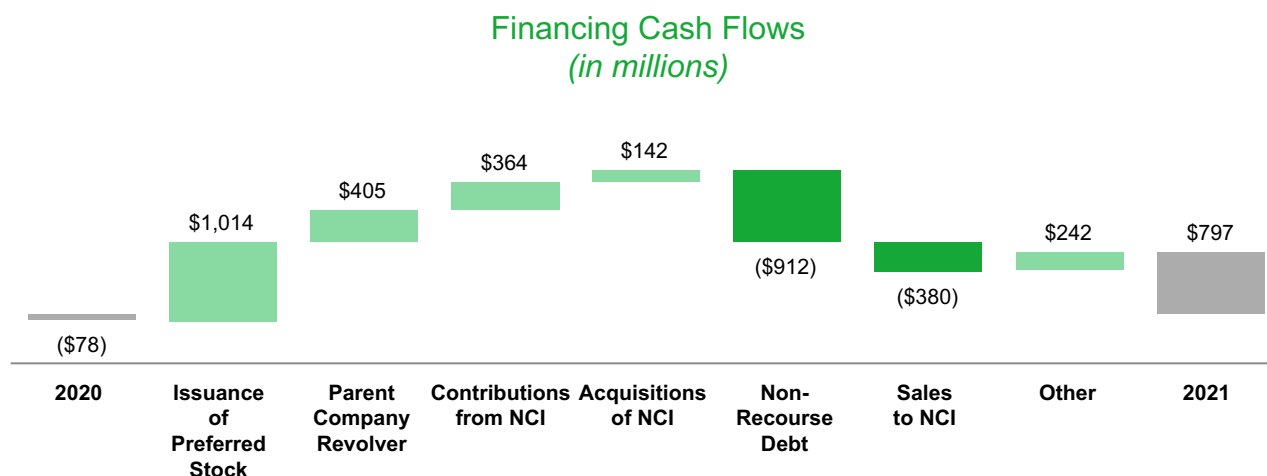 Financing Cash Flows
(in millions)
$364
$142
$405
$1,014
$242
$797
($912)
($380)
($78)
2020
Issuance
of
Preferred
Stock
Parent
Company
Revolver
Contributions
from NCI
Acquisitions
of NCI
Non-
Recourse
Debt
Sales
to NCI
Other
2021